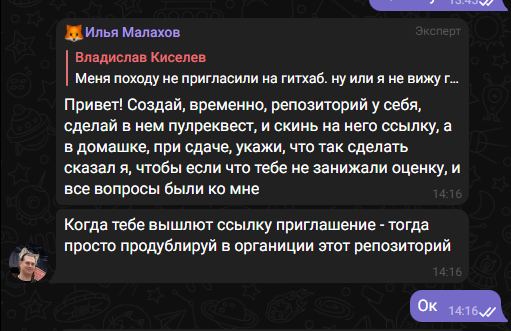 13:45
Илья Малахов Эксперт
Владислав Киселев
Меня походу не пригласили на гитхаб. ну или я не вижу г...
Привет! Создай, временно, репозиторий у себя,
сделай в нем пулреквест, и скинь на него ссылку, а
в домашке, при сдаче, укажи, что так сделать
сказал я, чтобы если что тебе не занижали оценку, и
все вопросы были ко мне
14:16
Когда тебе вышлют ссылку приглашение - тогда
просто продублируй в органиции этот репозиторий
14:16
Ок 14:16